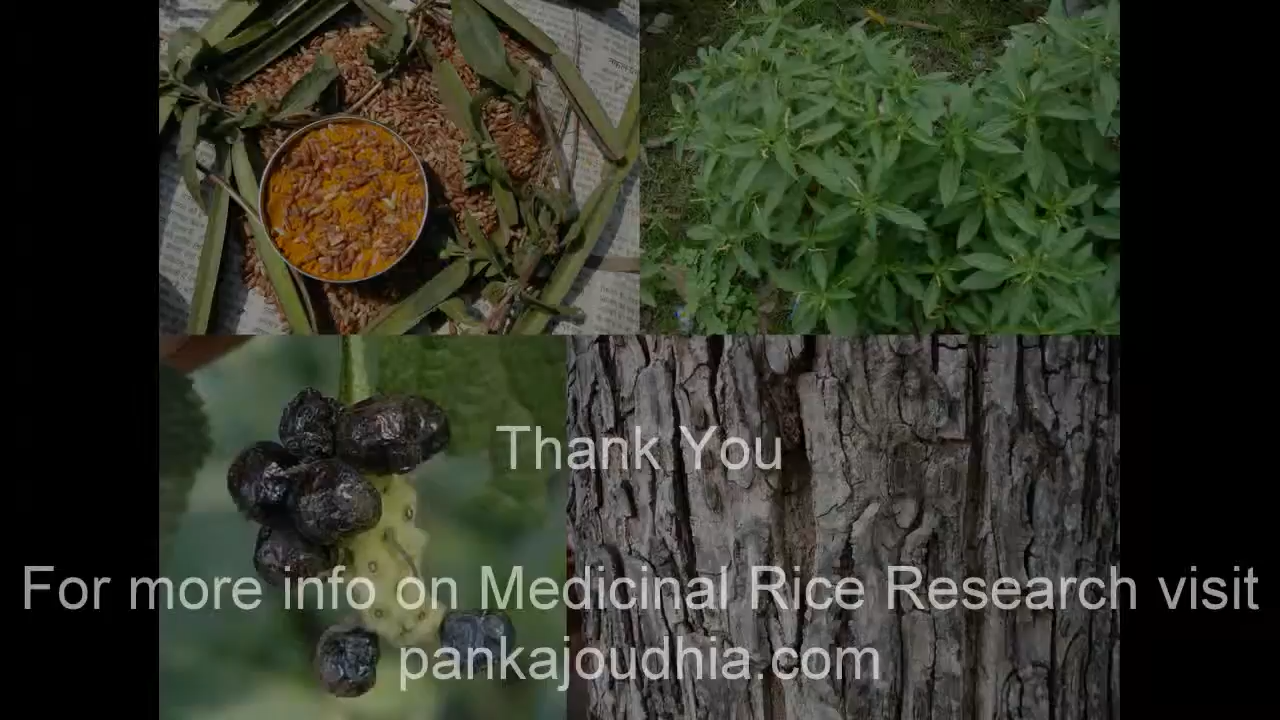 Thank You
For more info on Medicinal Rice Research visit
pankajoudhia.com